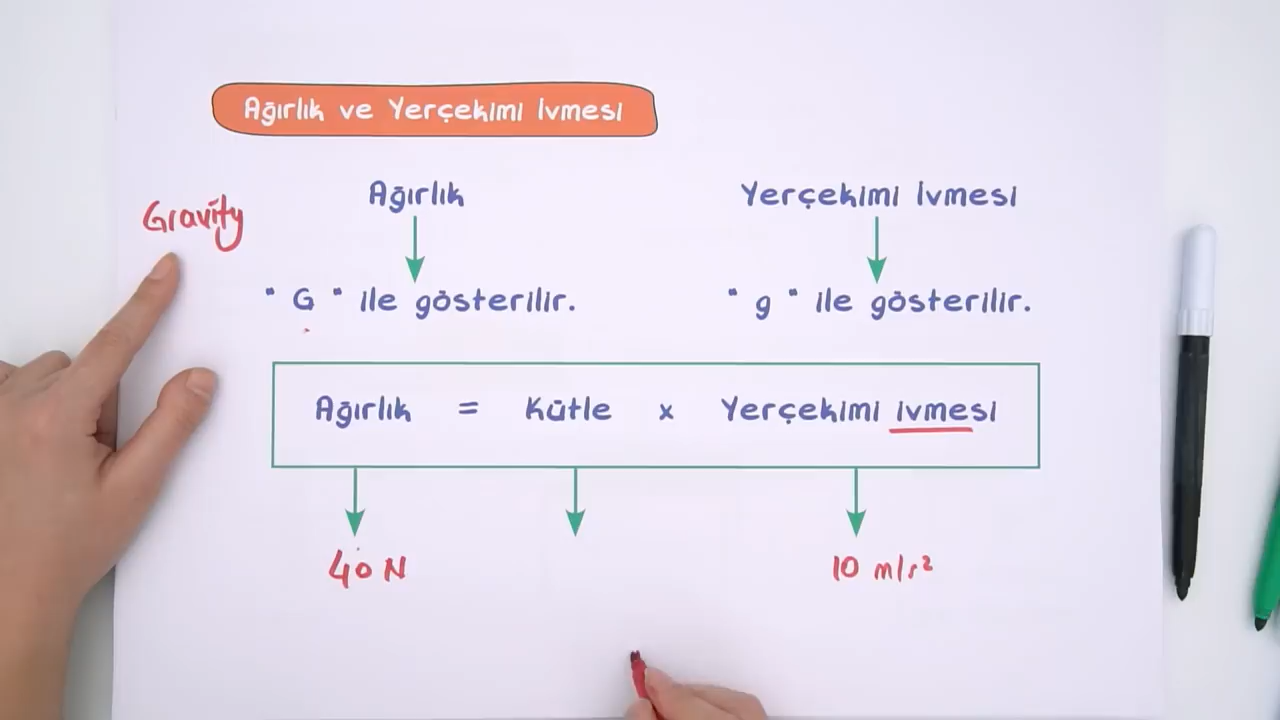 Ağırlık ve Yerçekimi İvmesi
Gravity
Ağırlık
Yerçekimi İvmesi
" G " ile gösterilir.
" g " ile gösterilir.
Ağırlık = Kütle x Yerçekimi ivmesi
40 N
10 m/s²